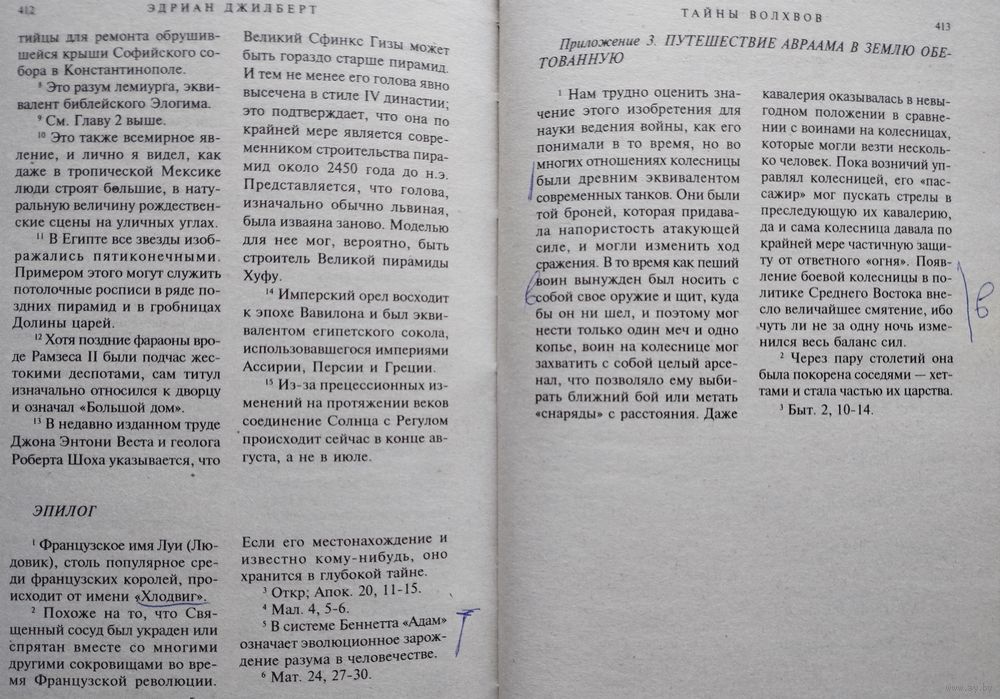 412
ЭДРИАН ДЖИЛБЕРТ
тийцы для ремонта обрушив-
шейся крыши Софийского со-
бора в Константинополе.
⁸ Это разум лемиурга, экви-
валент библейского Элогима.
⁹ См. Главу 2 выше.
¹⁰ Это также всемирное яв-
ление, и лично я видел, как
даже в тропической Мексике
люди строят большие, в нату-
ральную величину рождествен-
ские сцены на уличных углах.
¹¹ В Египте все звезды изоб-
ражались пятиконечными.
Примером этого могут служить
потолочные росписи в ряде по-
здних пирамид и в гробницах
Долины царей.
¹² Хотя поздние фараоны вро-
де Рамзеса II были подчас жес-
токими деспотами, сам титул
изначально относился к дворцу
и означал «Большой дом».
¹³ В недавно изданном труде
Джона Энтони Веста и геолога
Роберта Шоха указывается, что
Великий Сфинкс Гизы может
быть гораздо старше пирамид.
И тем не менее его голова явно
высечена в стиле IV династии;
это подтверждает, что она по
крайней мере является совре-
менником строительства пира-
мид около 2450 года до н.э.
Представляется, что голова,
изначально обычно львиная,
была изваяна заново. Моделью
для нее мог, вероятно, быть
строитель Великой пирамиды
Хуфу.
¹⁴ Имперский орел восходит
к эпохе Вавилона и был экви-
валентом египетского сокола,
использовавшегося империями
Ассирии, Персии и Греции.
¹⁵ Из-за прецессионных из-
менений на протяжении веков
соединение Солнца с Регулом
происходит сейчас в конце ав-
густа, а не в июле.
ЭПИЛОГ
¹ Французское имя Луи (Лю-
довик), столь популярное сре-
ди французских королей, про-
исходит от имени «Хлодвиг».
² Похоже на то, что Свя-
щенный сосуд был украден или
спрятан вместе со многими
другими сокровищами во вре-
мя Французской революции.
Если его местонахождение и
известно кому-нибудь, оно
хранится в глубокой тайне.
³ Откр; Апок. 20, 11-15.
⁴ Мал. 4, 5-6.
⁵ В системе Беннетта «Адам»
означает эволюционное зарож-
дение разума в человечестве.
⁶ Мат. 24, 27-30.
ТАЙНЫ ВОЛХВОВ
413
Приложение 3. ПУТЕШЕСТВИЕ АВРААМА В ЗЕМЛЮ ОБЕ-
ТОВАННУЮ
¹ Нам трудно оценить зна-
чение этого изобретения для
науки ведения войны, как его
понимали в то время, но во
многих отношениях колесницы
были древним эквивалентом
современных танков. Они были
той броней, которая придава-
ла напористость атакующей
силе, и могли изменить ход
сражения. В то время как пеший
воин вынужден был носить с
собой свое оружие и щит, куда
бы он ни шел, и поэтому мог
нести только один меч и одно
копье, воин на колеснице мог
захватить с собой целый арсе-
нал, что позволяло ему выби-
рать ближний бой или метать
«снаряды» с расстояния. Даже
кавалерия оказывалась в невы-
годном положении в сравне-
нии с воинами на колесницах,
которые могли везти несколь-
ко человек. Пока возничий уп-
равлял колесницей, его «пас-
сажир» мог пускать стрелы в
преследующую их кавалерию,
да и сама колесница давала по
крайней мере частичную защи-
ту от ответного «огня». Появ-
ление боевой колесницы в по-
литике Среднего Востока вне-
сло величайшее смятение, ибо
чуть ли не за одну ночь изме-
нился весь баланс сил.
² Через пару столетий она
была покорена соседями — хет-
тами и стала частью их царства.
³ Быт. 2, 10-14.
www.ay.by